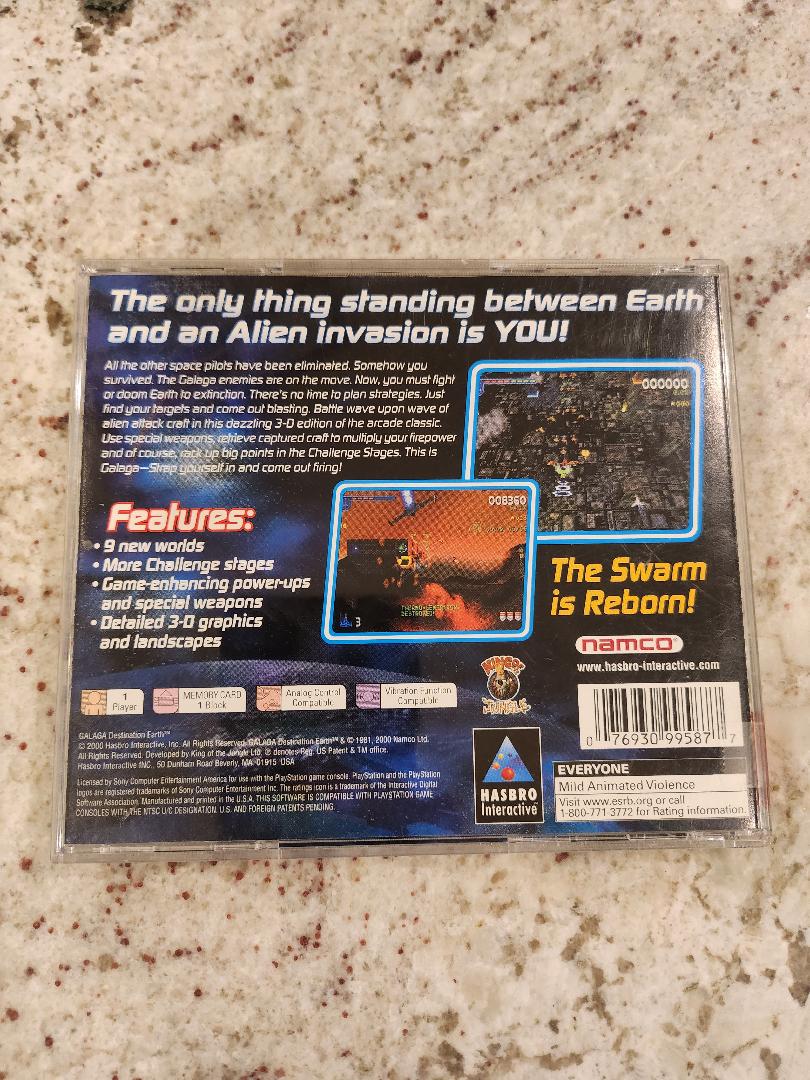 The only thing standing between Earth
and an Alien invasion is YOU!
All the other space pilots have been eliminated. Somehow you
survived. The Galaga enemies are on the move. Now, you must fight
or doom Earth to extinction. There's no time to plan strategies. Just
find your targets and come out blasting. Battle wave upon wave of
alien attack craft in this dazzling 3-D edition of the arcade classic.
Use special weapons, retrieve captured craft to multiply your firepower
and of course, rack up big points in the Challenge Stages. This is
Galaga—Strap yourself in and come out firing!
000000
Features:
• 9 new worlds
• More Challenge stages
• Game-enhancing power-ups
and special weapons
• Detailed 3-D graphics
and landscapes
006360
DESTROYED!
3
The Swarm
is Reborn!
namco
www.hasbro-interactive.com
KING OF THE JUNGLE
1
Player
MEMORY CARD
1 Block
Analog Control
Compatible
Vibration Function
Compatible
0 76930 99587 7
GALAGA Destination Earth™
© 2000 Hasbro Interactive, Inc. All Rights Reserved. GALAGA Destination Earth™ & © 1981, 2000 Namco Ltd.
All Rights Reserved. Developed by King of the Jungle Ltd. ® denotes Reg. US Patent & TM office.
Hasbro Interactive INC., 50 Dunham Road Beverly, MA. 01915 USA
Licensed by Sony Computer Entertainment America for use with the PlayStation game console. PlayStation and the PlayStation
logos are registered trademarks of Sony Computer Entertainment Inc. The ratings icon is a trademark of the Interactive Digital
Software Association. Manufactured and printed in the U.S.A. THIS SOFTWARE IS COMPATIBLE WITH PLAYSTATION GAME
CONSOLES WITH THE NTSC U/C DESIGNATION. U.S. AND FOREIGN PATENTS PENDING.
HASBRO
Interactive
EVERYONE
Mild Animated Violence
Visit www.esrb.org or call
1-800-771-3772 for Rating information.